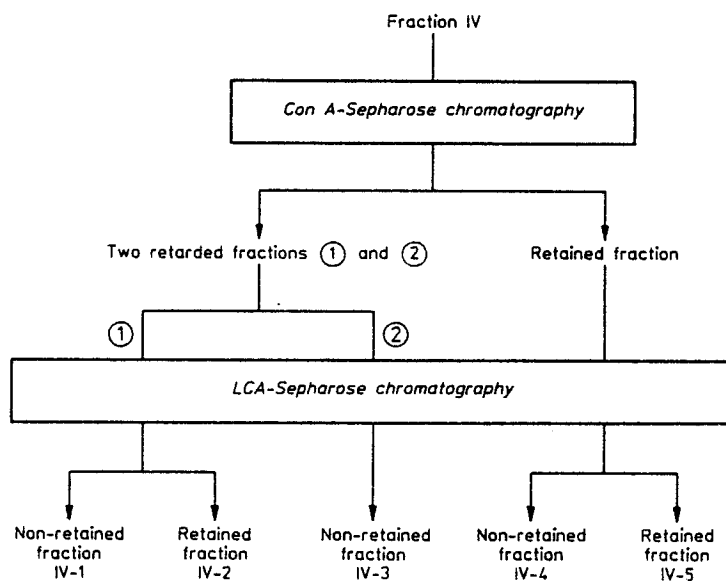 Fraction IV
Con A-Sepharose chromatography
Two retarded fractions ① and ②
Retained fraction
①
②
LCA-Sepharose chromatography
Non-retained
fraction
IV-1
Retained
fraction
IV-2
Non-retained
fraction
IV-3
Non-retained
fraction
IV-4
Retained
fraction
IV-5